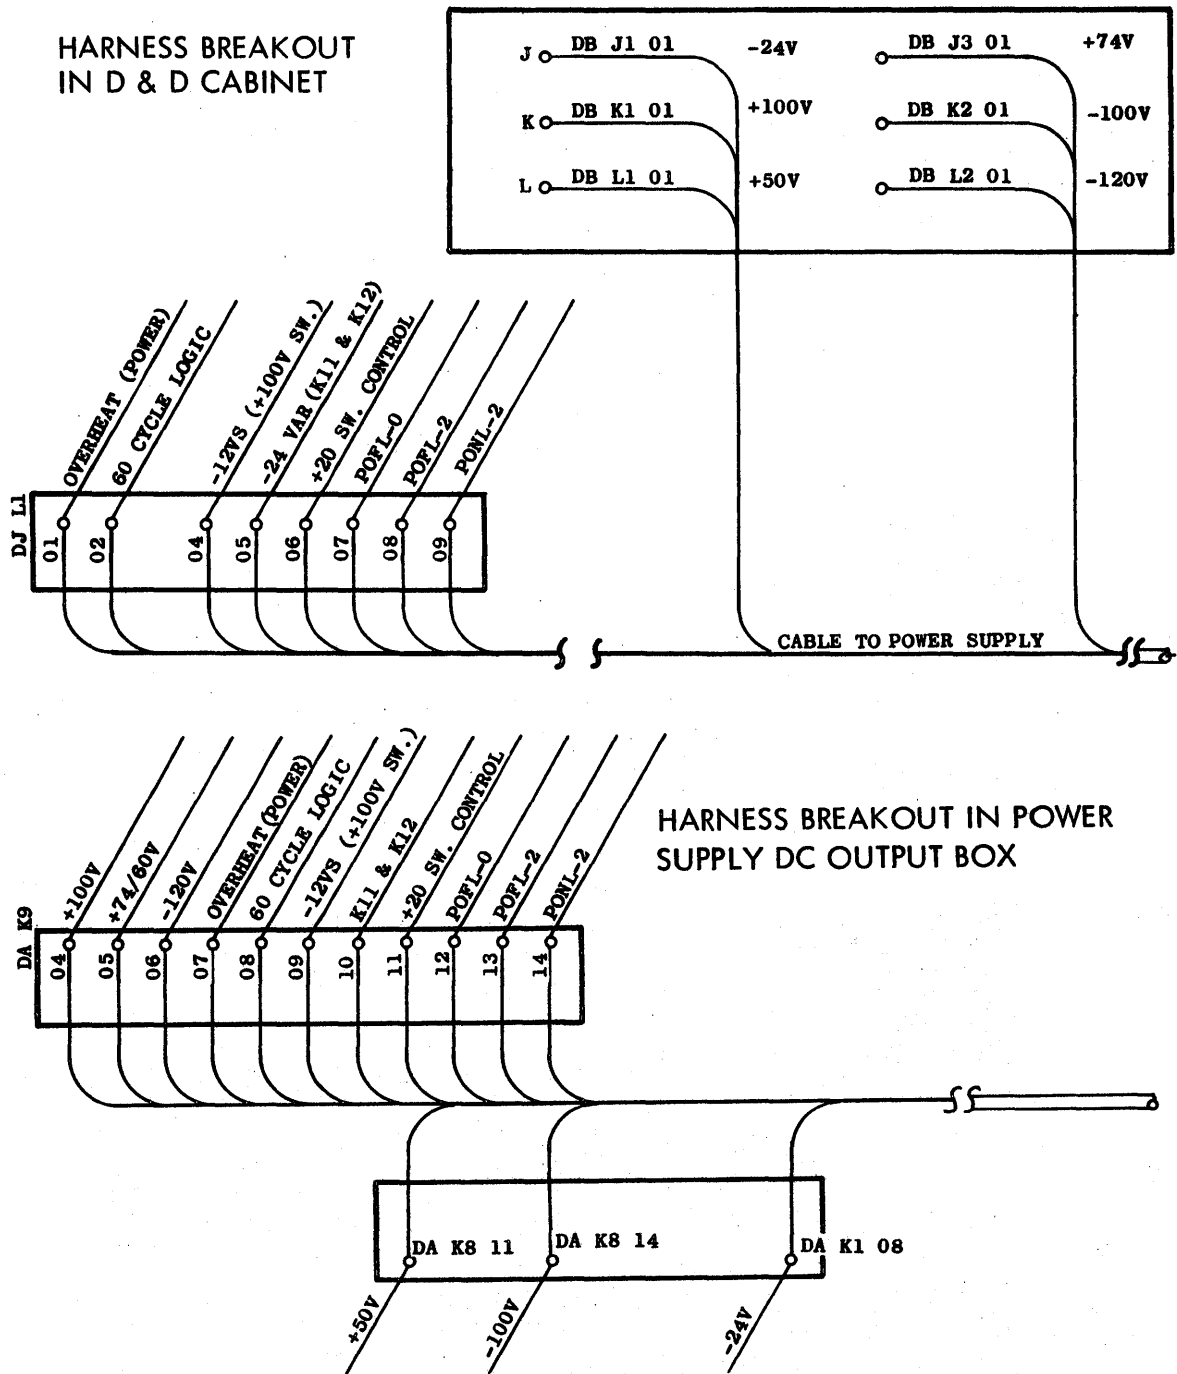 HARNESS BREAKOUT
IN D & D CABINET
J DB J1 01 -24V
DB J3 01 +74V
K DB K1 01 +100V
DB K2 01 -100V
L DB L1 01 +50V
DB L2 01 -120V
OVERHEAT (POWER)
60 CYCLE LOGIC
-12VS (+100V SW.)
-24 VAR (K11 & K12)
+20 SW. CONTROL
POFL-0
POFL-2
PONL-2
DJ L1
01
02
04
05
06
07
08
09
CABLE TO POWER SUPPLY
HARNESS BREAKOUT IN POWER
SUPPLY DC OUTPUT BOX
+100V
+74/60V
-120V
OVERHEAT (POWER)
60 CYCLE LOGIC
-12VS (+100V SW.)
K11 & K12
+20 SW. CONTROL
POFL-0
POFL-2
PONL-2
DA K9
04
05
06
07
08
09
10
11
12
13
14
DA K8 11
DA K8 14
DA K1 08
+50V
-100V
-24V